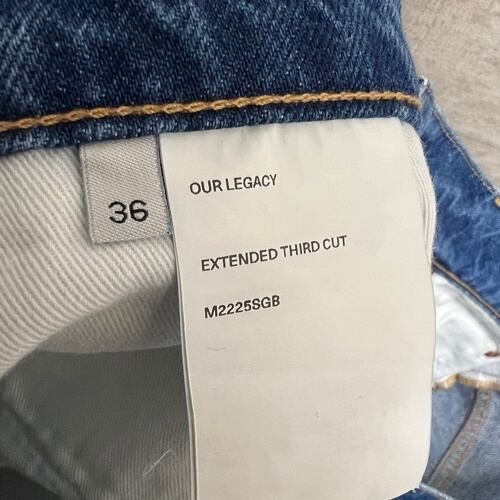 36
OUR LEGACY
EXTENDED THIRD CUT
M2225SGB